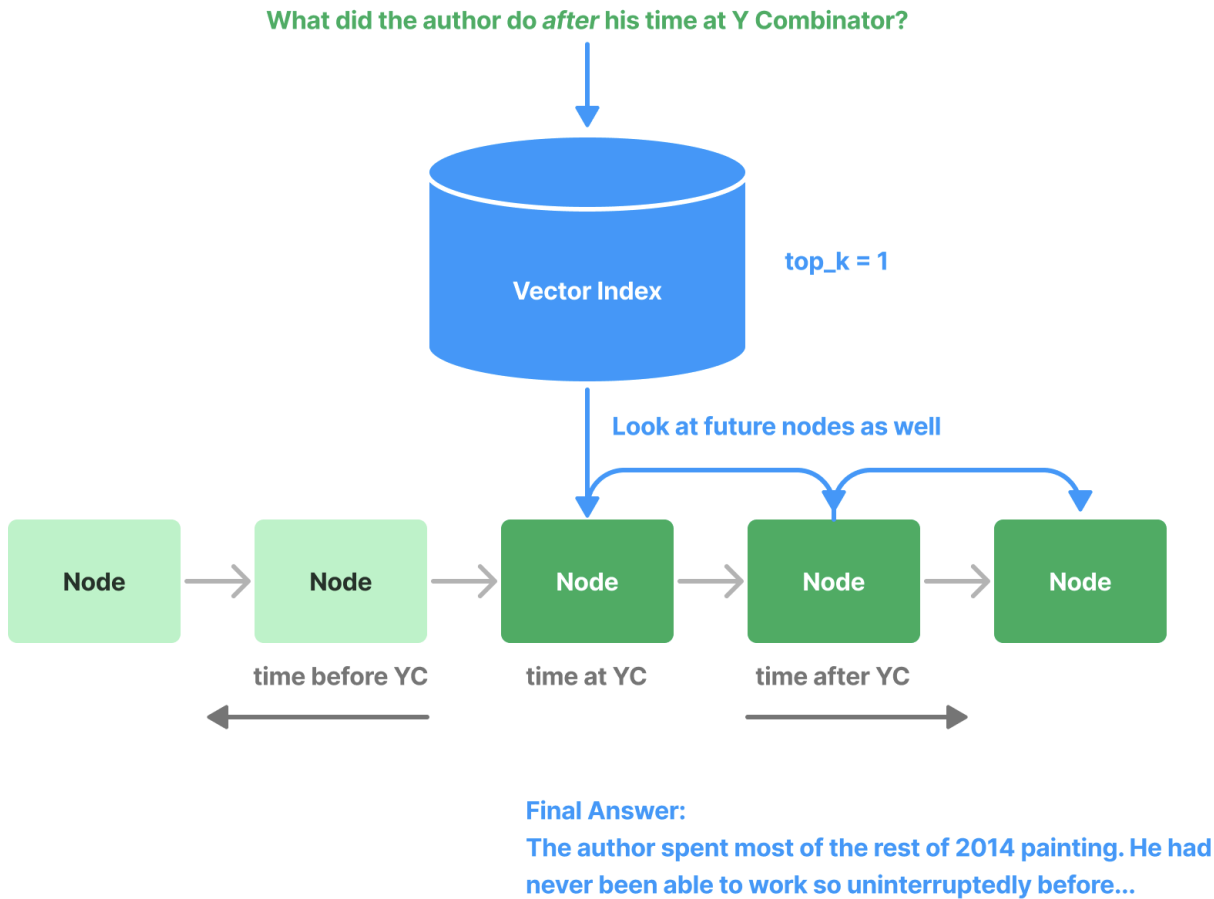 What did the author do after his time at Y Combinator?
Vector Index
top_k = 1
Look at future nodes as well
Node
Node
Node
Node
Node
time before YC
time at YC
time after YC
Final Answer:
The author spent most of the rest of 2014 painting. He had
never been able to work so uninterruptedly before...